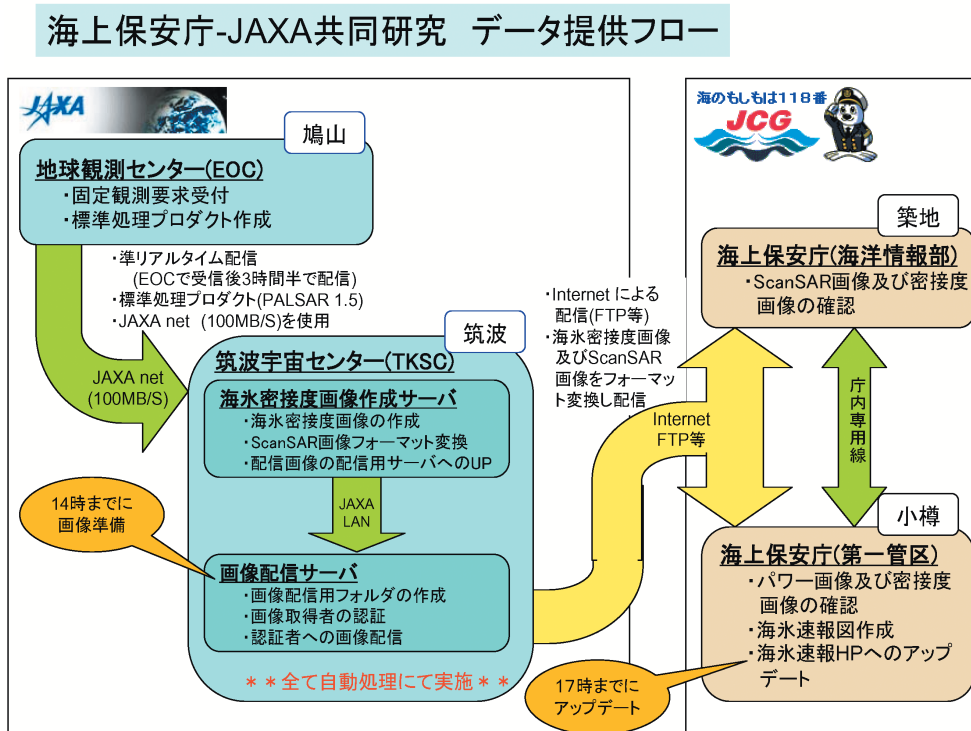 海上保安庁-JAXA共同研究　データ提供フロー
JAXA
鳩山
地球観測センター(EOC)
・固定観測要求受付
・標準処理プロダクト作成
・準リアルタイム配信
(EOCで受信後3時間半で配信)
・標準処理プロダクト(PALSAR 1.5)
・JAXA net (100MB/S)を使用
JAXA net
(100MB/S)
筑波
筑波宇宙センター(TKSC)
海氷密接度画像作成サーバ
・海氷密接度画像の作成
・ScanSAR画像フォーマット変換
・配信画像の配信用サーバへのUP
JAXA
LAN
14時までに
画像準備
画像配信サーバ
・画像配信用フォルダの作成
・画像取得者の認証
・認証者への画像配信
＊＊全て自動処理にて実施＊＊
・Internet による
配信(FTP等)
・海氷密接度画像
及びScanSAR
画像をフォーマッ
ト変換し配信
Internet
FTP等
海のもしもは118番
JCG
築地
海上保安庁(海洋情報部)
・ScanSAR画像及び密接度
画像の確認
庁内専用線
小樽
海上保安庁(第一管区)
・パワー画像及び密接度
画像の確認
・海氷速報図作成
・海氷速報HPへのアップ
デート
17時までに
アップデート